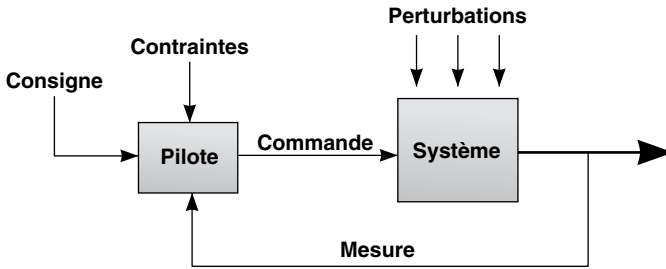 Perturbations
Contraintes
Consigne
Commande
Pilote
Système
Mesure